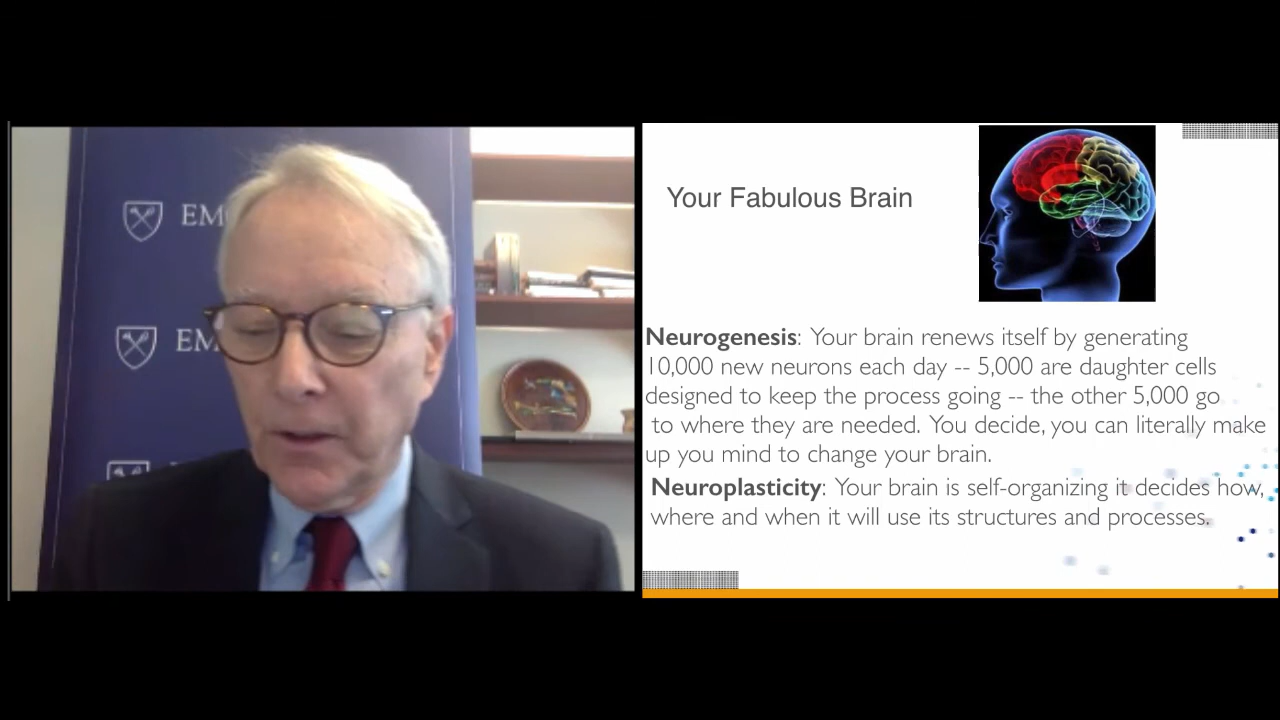 EM
EM
Your Fabulous Brain
Neurogenesis: Your brain renews itself by generating
10,000 new neurons each day -- 5,000 are daughter cells
designed to keep the process going -- the other 5,000 go
to where they are needed. You decide, you can literally make
up you mind to change your brain.
Neuroplasticity: Your brain is self-organizing it decides how,
where and when it will use its structures and processes.